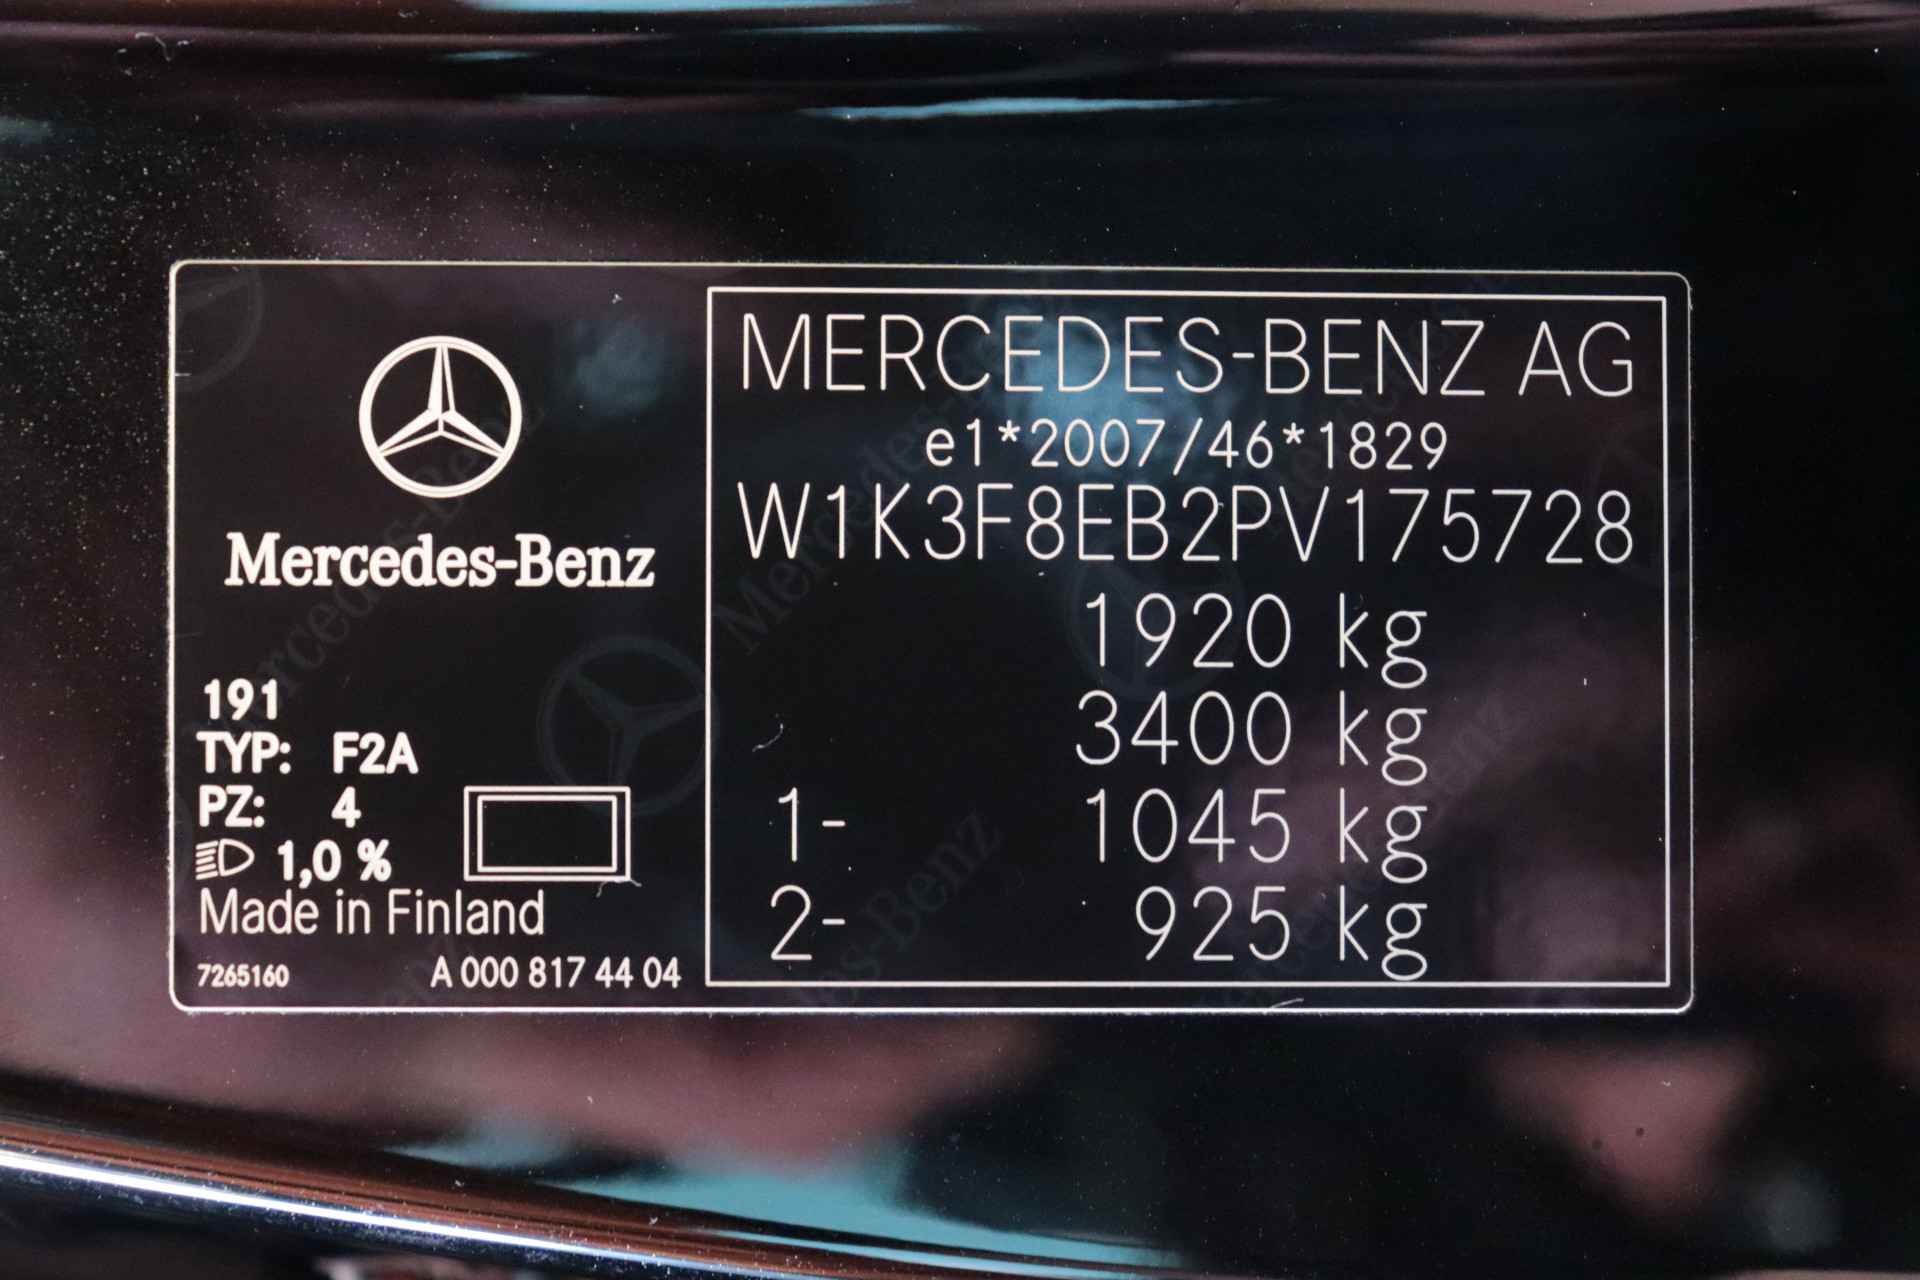 Mercedes-Benz
191
TYP: F2A
PZ: 4
1,0 %
Made in Finland
7265160 A 000 817 44 04
MERCEDES-BENZ AG
e1*2007/46*1829
W1K3F8EB2PV175728
1920 kg
3400 kg
1- 1045 kg
2- 925 kg